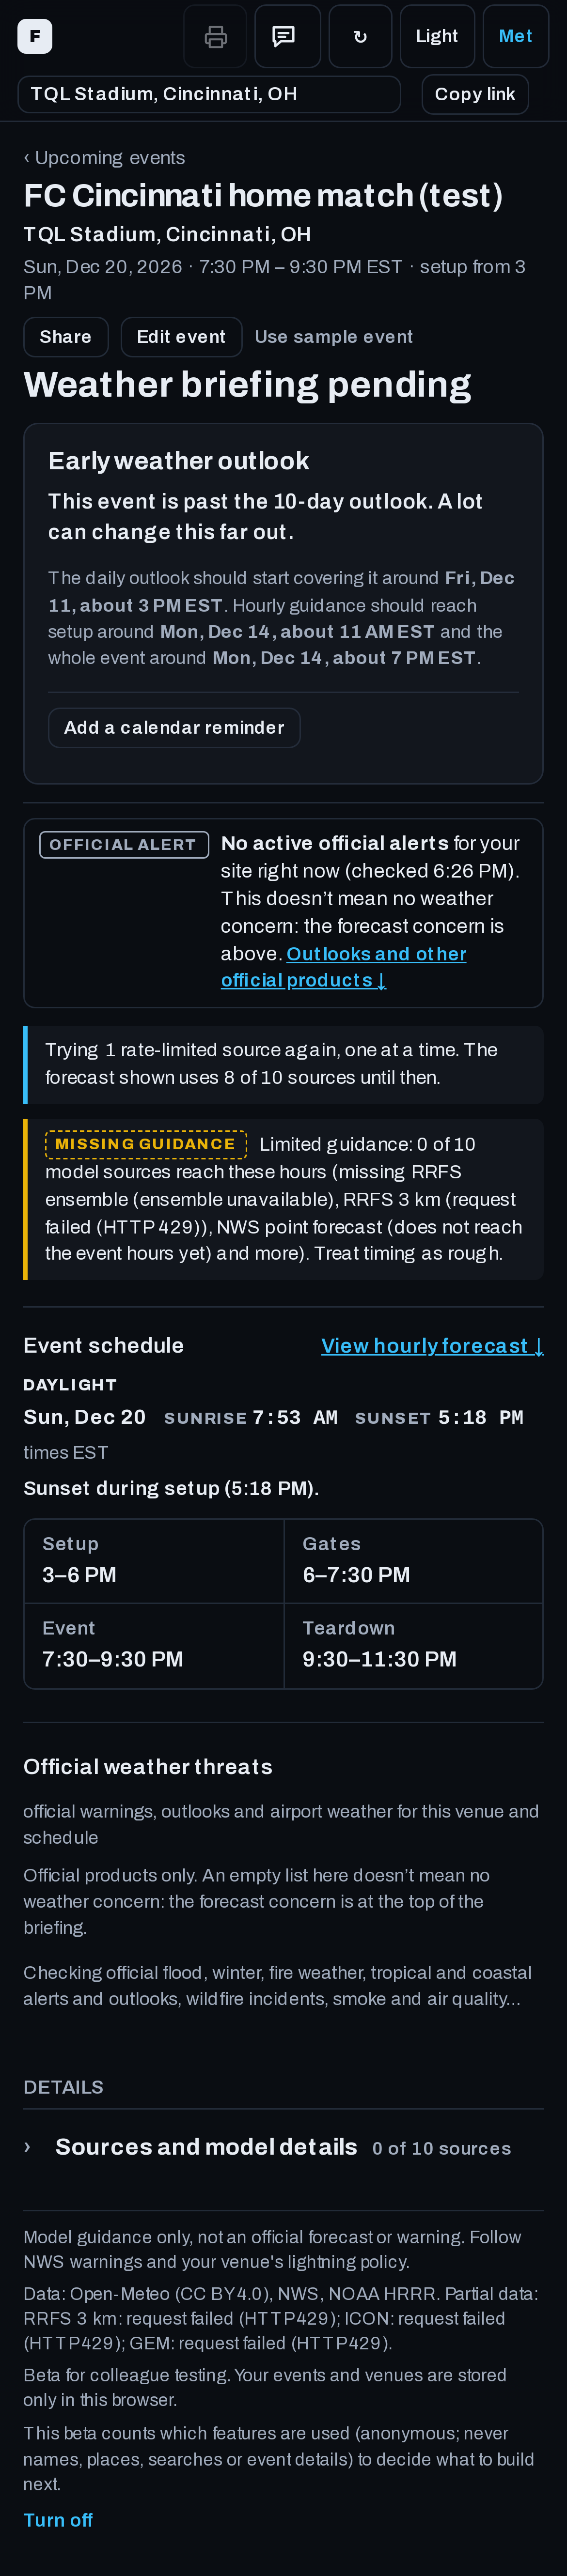 F
↻
Light
Met
TQL Stadium, Cincinnati, OH
Copy link
‹ Upcoming events
FC Cincinnati home match (test)
TQL Stadium, Cincinnati, OH
Sun, Dec 20, 2026 · 7:30 PM – 9:30 PM EST · setup from 3
PM
Share
Edit event
Use sample event
Weather briefing pending
Early weather outlook
This event is past the 10-day outlook. A lot
can change this far out.
The daily outlook should start covering it around Fri, Dec
11, about 3 PM EST. Hourly guidance should reach
setup around Mon, Dec 14, about 11 AM EST and the
whole event around Mon, Dec 14, about 7 PM EST.
Add a calendar reminder
OFFICIAL ALERT
No active official alerts for your
site right now (checked 6:26 PM).
This doesn’t mean no weather
concern: the forecast concern is
above. Outlooks and other
official products ↓
Trying 1 rate-limited source again, one at a time. The
forecast shown uses 8 of 10 sources until then.
MISSING GUIDANCE Limited guidance: 0 of 10
model sources reach these hours (missing RRFS
ensemble (ensemble unavailable), RRFS 3 km (request
failed (HTTP 429)), NWS point forecast (does not reach
the event hours yet) and more). Treat timing as rough.
Event schedule
View hourly forecast ↓
DAYLIGHT
Sun, Dec 20 SUNRISE 7:53 AM SUNSET 5:18 PM
times EST
Sunset during setup (5:18 PM).
Setup
3–6 PM
Gates
6–7:30 PM
Event
7:30–9:30 PM
Teardown
9:30–11:30 PM
Official weather threats
official warnings, outlooks and airport weather for this venue and
schedule
Official products only. An empty list here doesn’t mean no
weather concern: the forecast concern is at the top of the
briefing.
Checking official flood, winter, fire weather, tropical and coastal
alerts and outlooks, wildfire incidents, smoke and air quality…
DETAILS
› Sources and model details 0 of 10 sources
Model guidance only, not an official forecast or warning. Follow
NWS warnings and your venue's lightning policy.
Data: Open-Meteo (CC BY 4.0), NWS, NOAA HRRR. Partial data:
RRFS 3 km: request failed (HTTP 429); ICON: request failed
(HTTP 429); GEM: request failed (HTTP 429).
Beta for colleague testing. Your events and venues are stored
only in this browser.
This beta counts which features are used (anonymous; never
names, places, searches or event details) to decide what to build
next.
Turn off